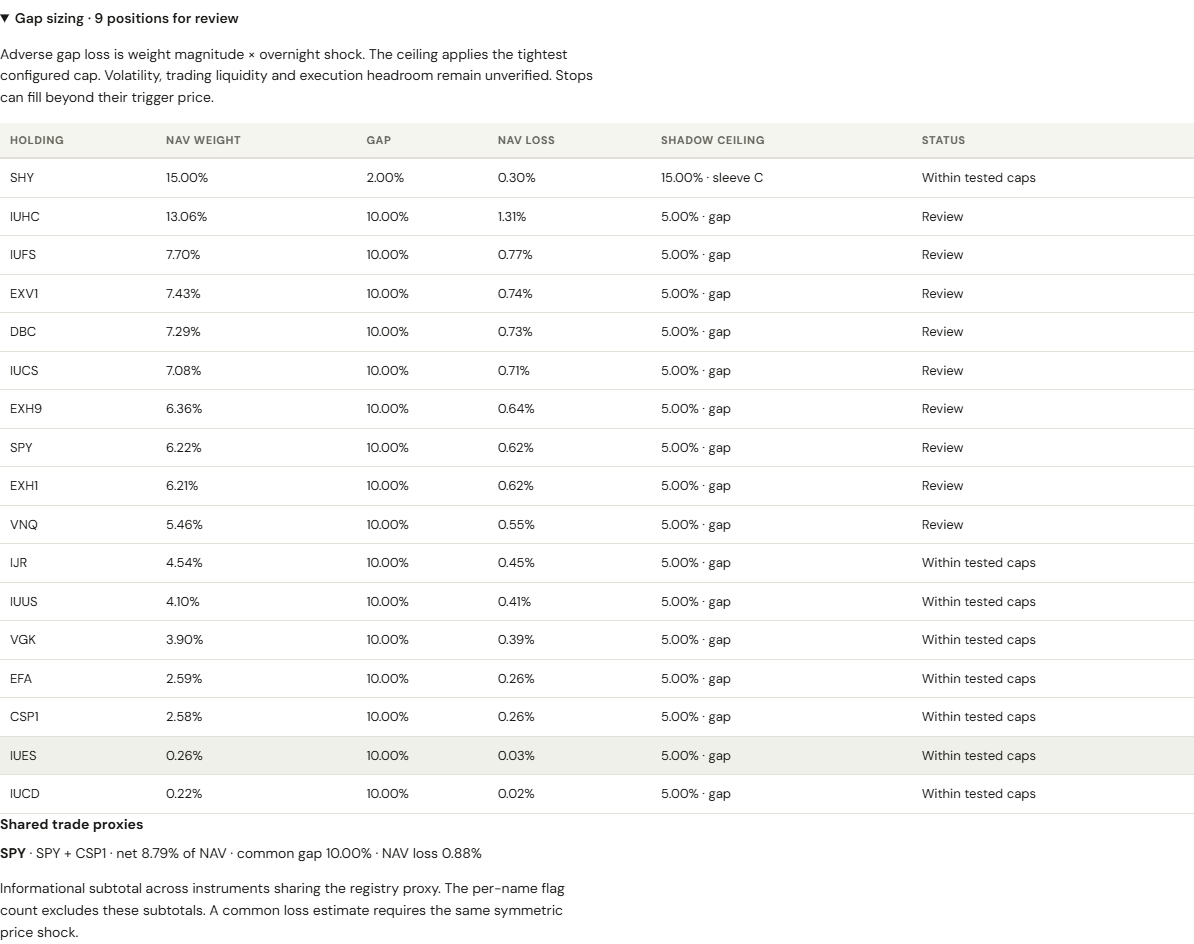 ▼ Gap sizing · 9 positions for review
Adverse gap loss is weight magnitude × overnight shock. The ceiling applies the tightest
configured cap. Volatility, trading liquidity and execution headroom remain unverified. Stops
can fill beyond their trigger price.
HOLDING NAV WEIGHT GAP NAV LOSS SHADOW CEILING STATUS
SHY 15.00% 2.00% 0.30% 15.00% · sleeve C Within tested caps
IUHC 13.06% 10.00% 1.31% 5.00% · gap Review
IUFS 7.70% 10.00% 0.77% 5.00% · gap Review
EXV1 7.43% 10.00% 0.74% 5.00% · gap Review
DBC 7.29% 10.00% 0.73% 5.00% · gap Review
IUCS 7.08% 10.00% 0.71% 5.00% · gap Review
EXH9 6.36% 10.00% 0.64% 5.00% · gap Review
SPY 6.22% 10.00% 0.62% 5.00% · gap Review
EXH1 6.21% 10.00% 0.62% 5.00% · gap Review
VNQ 5.46% 10.00% 0.55% 5.00% · gap Review
IJR 4.54% 10.00% 0.45% 5.00% · gap Within tested caps
IUUS 4.10% 10.00% 0.41% 5.00% · gap Within tested caps
VGK 3.90% 10.00% 0.39% 5.00% · gap Within tested caps
EFA 2.59% 10.00% 0.26% 5.00% · gap Within tested caps
CSP1 2.58% 10.00% 0.26% 5.00% · gap Within tested caps
IUES 0.26% 10.00% 0.03% 5.00% · gap Within tested caps
IUCD 0.22% 10.00% 0.02% 5.00% · gap Within tested caps
Shared trade proxies
SPY · SPY + CSP1 · net 8.79% of NAV · common gap 10.00% · NAV loss 0.88%
Informational subtotal across instruments sharing the registry proxy. The per-name flag
count excludes these subtotals. A common loss estimate requires the same symmetric
price shock.